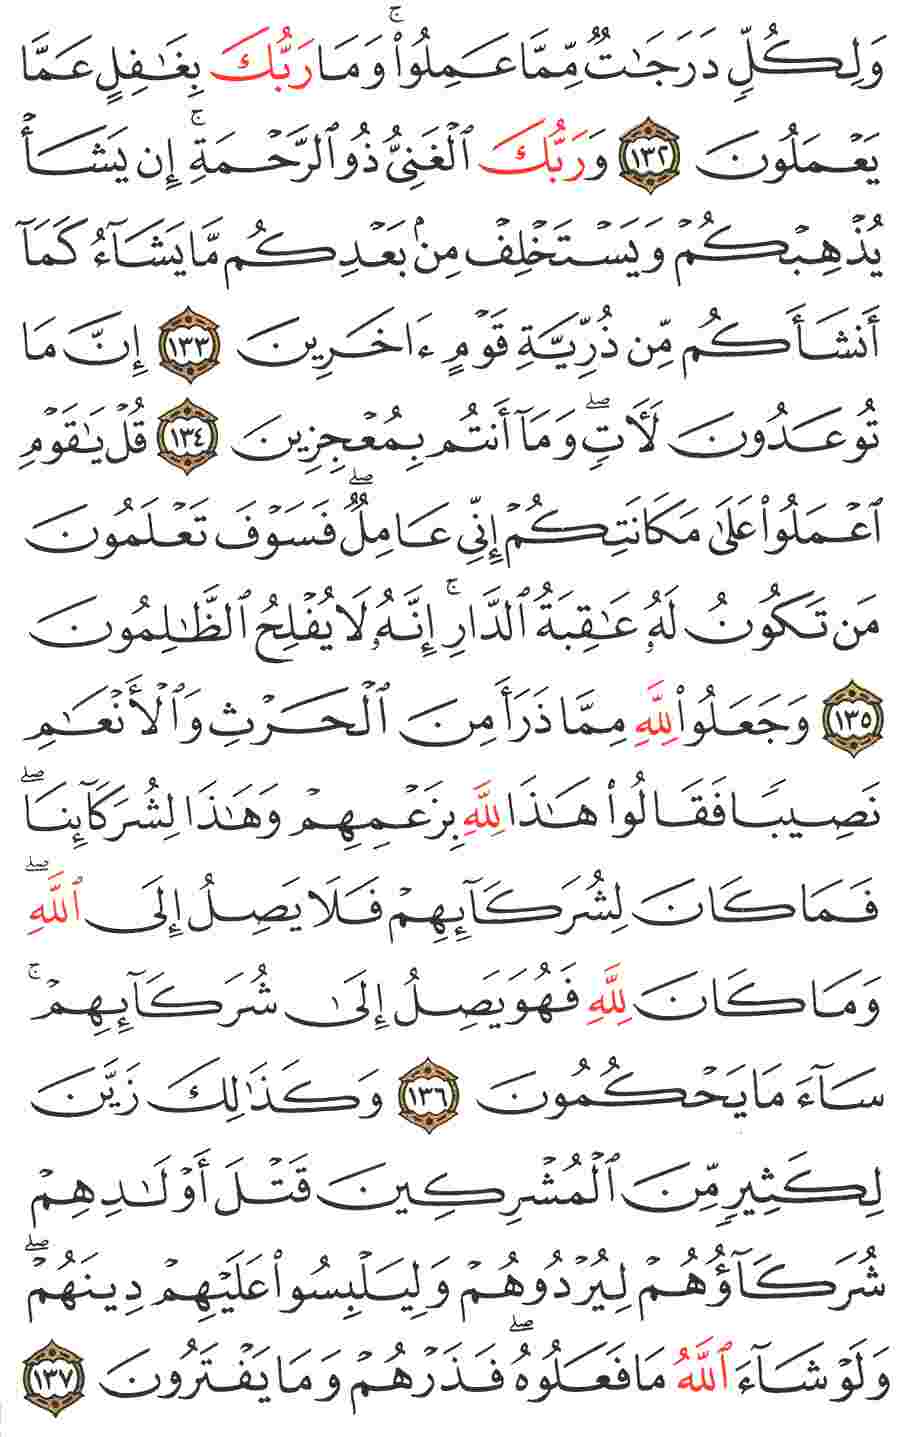 وَلِكُلٍّ دَرَجَٰتٌ مِّمَّا عَمِلُوا۟ ۚ وَمَا رَبُّكَ بِغَٰفِلٍ عَمَّا
يَعْمَلُونَ ١٣٢ وَرَبُّكَ ٱلْغَنِىُّ ذُو ٱلرَّحْمَةِ ۚ إِن يَشَأْ
يُذْهِبْكُمْ وَيَسْتَخْلِفْ مِنۢ بَعْدِكُم مَّا يَشَآءُ كَمَآ
أَنشَأَكُم مِّن ذُرِّيَّةِ قَوْمٍ ءَاخَرِينَ ١٣٣ إِنَّ مَا
تُوعَدُونَ لَءَاتٍ ۖ وَمَآ أَنتُم بِمُعْجِزِينَ ١٣٤ قُلْ يَٰقَوْمِ
ٱعْمَلُوا۟ عَلَىٰ مَكَانَتِكُمْ إِنِّى عَامِلٌ ۖ فَسَوْفَ تَعْلَمُونَ
مَن تَكُونُ لَهُۥ عَٰقِبَةُ ٱلدَّارِ ۚ إِنَّهُۥ لَا يُفْلِحُ ٱلظَّٰلِمُونَ
١٣٥ وَجَعَلُوا۟ لِلَّهِ مِمَّا ذَرَأَ مِنَ ٱلْحَرْثِ وَٱلْأَنْعَٰمِ
نَصِيبًا فَقَالُوا۟ هَٰذَا لِلَّهِ بِزَعْمِهِمْ وَهَٰذَا لِشُرَكَآئِنَا ۖ
فَمَا كَانَ لِشُرَكَآئِهِمْ فَلَا يَصِلُ إِلَى ٱللَّهِ ۖ
وَمَا كَانَ لِلَّهِ فَهُوَ يَصِلُ إِلَىٰ شُرَكَآئِهِمْ ۗ
سَآءَ مَا يَحْكُمُونَ ١٣٦ وَكَذَٰلِكَ زَيَّنَ
لِكَثِيرٍ مِّنَ ٱلْمُشْرِكِينَ قَتْلَ أَوْلَٰدِهِمْ
شُرَكَآؤُهُمْ لِيُرْدُوهُمْ وَلِيَلْبِسُوا۟ عَلَيْهِمْ دِينَهُمْ ۖ
وَلَوْ شَآءَ ٱللَّهُ مَا فَعَلُوهُ ۖ فَذَرْهُمْ وَمَا يَفْتَرُونَ ١٣٧